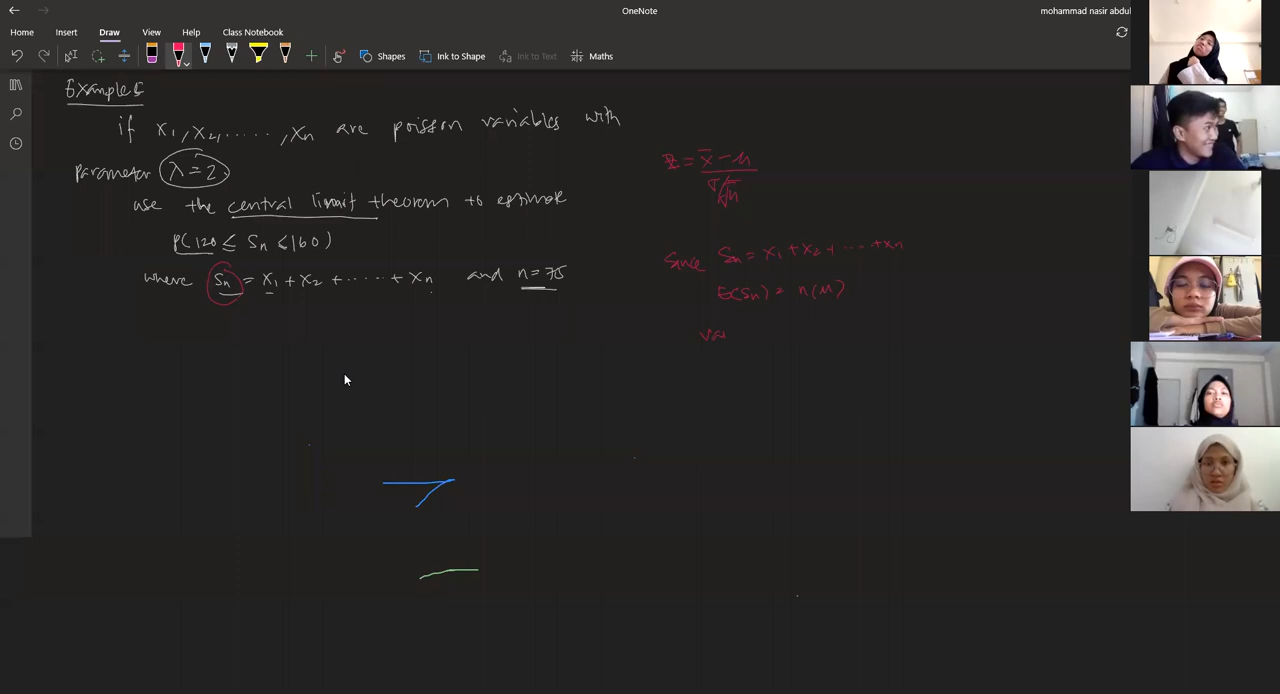 OneNote
mohammad nasir abdul
Home Insert Draw View Help Class Notebook
Shapes Ink to Shape Ink to Text Maths
Examples
if x1, x2, ......, xn are poisson variables with
parameter λ = 2.
use the central limit theorem to estimate
P(120 ≤ Sn ≤ 160)
where Sn = x1 + x2 + ...... + xn and n = 75
Z = x̄ - μ
σ/√n
Since Sn = x1 + x2 + ...... + xn
E(Sn) = n(μ)
var